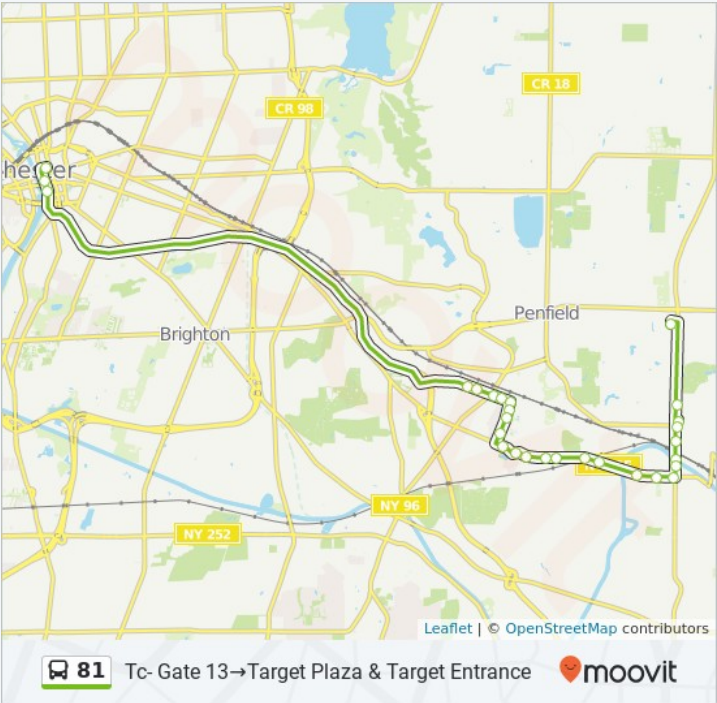 CR 98
CR 18
Penfield
Brighton
NY 96
NY 252
Leaflet | © OpenStreetMap contributors
81 Tc- Gate 13→Target Plaza & Target Entrance moovit